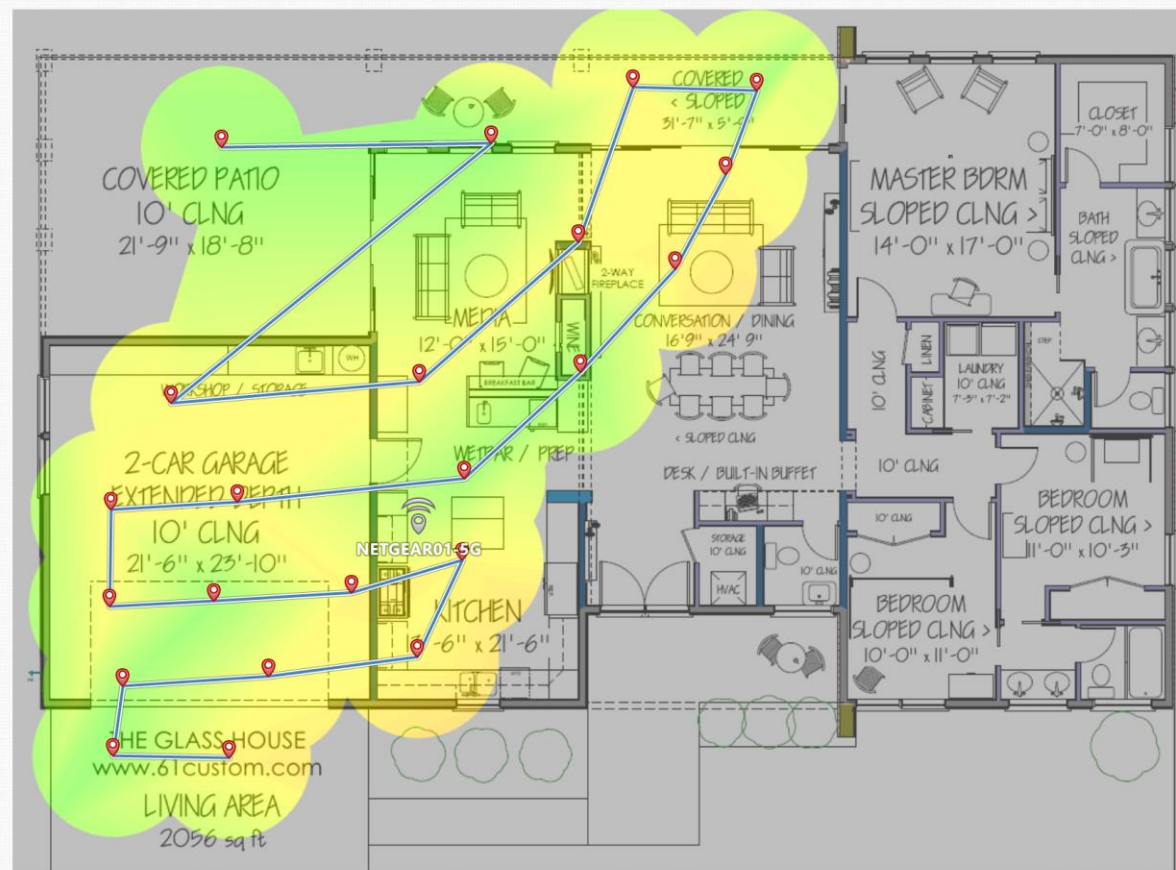 COVERED
< SLOPED
31'-7" x 5'-9"
COVERED PATIO
10' CLNG
21'-9" x 18'-8"
MASTER BDRM
SLOPED CLNG >
14'-0" x 17'-0"
CLOSET
7'-0" x 8'-0"
BATH
SLOPED
CLNG >
2-WAY
FIREPLACE
MEDIA
12'-0" x 15'-0"
WINE
CONVERSATION / DINING
16'9" x 24'9"
WORKSHOP / STORAGE
WH
BREAKFAST BAR
WETBAR / PREP
< SLOPED CLNG
10' CLNG
LINEN
CABINET
LAUNDRY
10' CLNG
7'-5" x 7'-2"
STEP
2-CAR GARAGE
EXTENDED DEPTH
10' CLNG
21'-6" x 23'-10"
NETGEAR01-5G
DESK / BUILT-IN BUFFET
10' CLNG
10' CLNG
BEDROOM
SLOPED CLNG >
11'-0" x 10'-3"
STORAGE
10' CLNG
HVAC
10' CLNG
KITCHEN
-6" x 21'-6"
BEDROOM
SLOPED CLNG >
10'-0" x 11'-0"
THE GLASS HOUSE
www.61custom.com
LIVING AREA
2056 sq ft